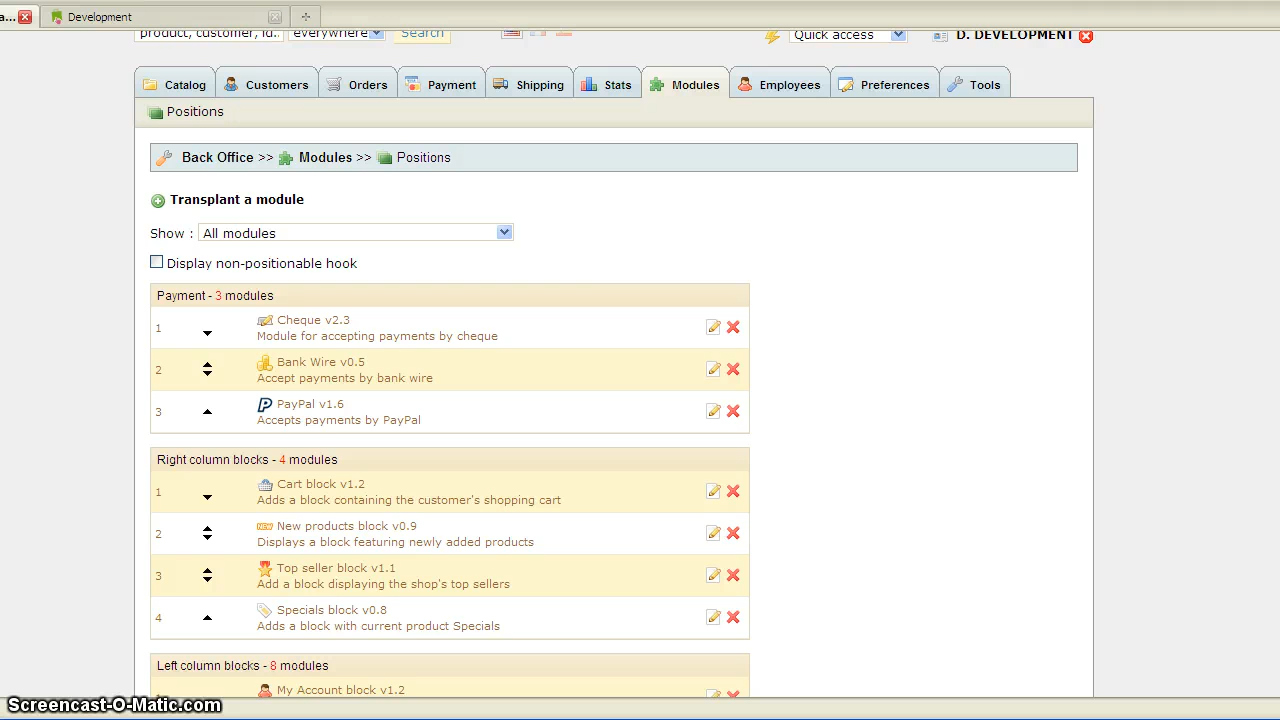 a...
Development
product, customer, id..
everywhere
Search
Quick access
D. DEVELOPMENT
Catalog
Customers
Orders
Payment
Shipping
Stats
Modules
Employees
Preferences
Tools
Positions
Back Office >> Modules >> Positions
Transplant a module
Show : All modules
Display non-positionable hook
Payment - 3 modules
1 Cheque v2.3
Module for accepting payments by cheque
2 Bank Wire v0.5
Accept payments by bank wire
3 PayPal v1.6
Accepts payments by PayPal
Right column blocks - 4 modules
1 Cart block v1.2
Adds a block containing the customer's shopping cart
2 New products block v0.9
Displays a block featuring newly added products
3 Top seller block v1.1
Add a block displaying the shop's top sellers
4 Specials block v0.8
Adds a block with current product Specials
Left column blocks - 8 modules
My Account block v1.2
Screencast-O-Matic.com